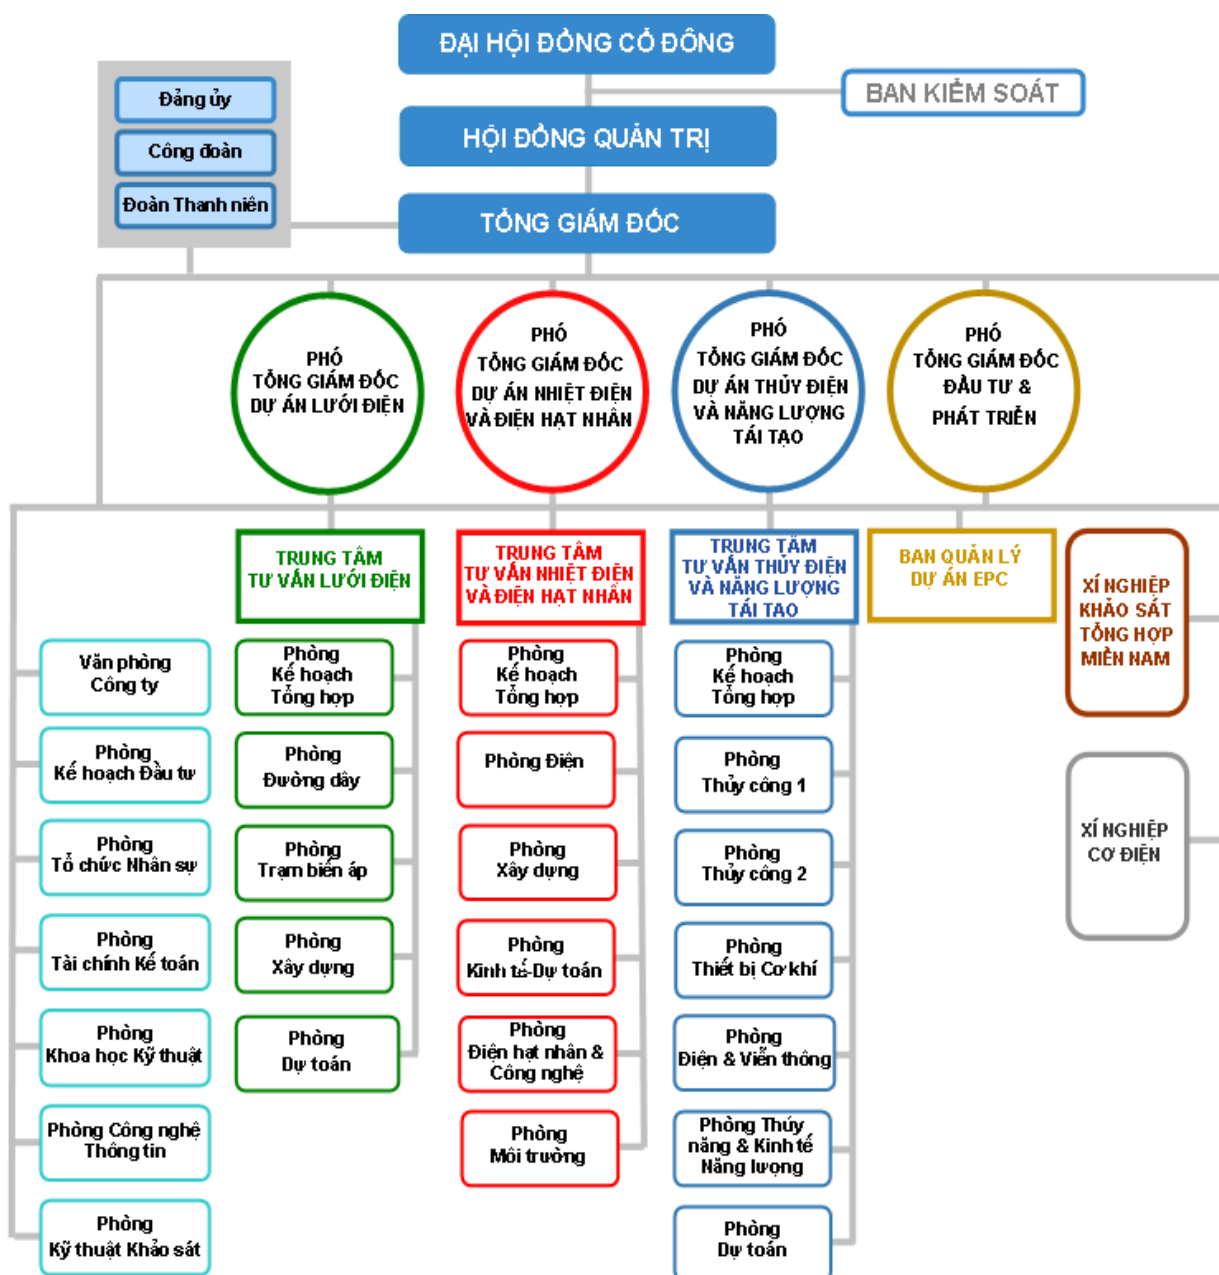 ĐẠI HỘI ĐỒNG CỔ ĐÔNG
BAN KIỂM SOÁT
Đảng ủy
Công đoàn
Đoàn Thanh niên
HỘI ĐỒNG QUẢN TRỊ
TỔNG GIÁM ĐỐC
PHÓ
TỔNG GIÁM ĐỐC
DỰ ÁN LƯỚI ĐIỆN
PHÓ
TỔNG GIÁM ĐỐC
DỰ ÁN NHIỆT ĐIỆN
VÀ ĐIỆN HẠT NHÂN
PHÓ
TỔNG GIÁM ĐỐC
DỰ ÁN THỦY ĐIỆN
VÀ NĂNG LƯỢNG
TÁI TẠO
PHÓ
TỔNG GIÁM ĐỐC
ĐẦU TƯ &
PHÁT TRIỂN
TRUNG TÂM
TƯ VẤN LƯỚI ĐIỆN
TRUNG TÂM
TƯ VẤN NHIỆT ĐIỆN
VÀ ĐIỆN HẠT NHÂN
TRUNG TÂM
TƯ VẤN THỦY ĐIỆN
VÀ NĂNG LƯỢNG
TÁI TẠO
BAN QUẢN LÝ
DỰ ÁN EPC
XÍ NGHIỆP
KHẢO SÁT
TỔNG HỢP
MIỀN NAM
XÍ NGHIỆP
CƠ ĐIỆN
Văn phòng
Công ty
Phòng
Kế hoạch Đầu tư
Phòng
Tổ chức Nhân sự
Phòng
Tài chính Kế toán
Phòng
Khoa học Kỹ thuật
Phòng Công nghệ
Thông tin
Phòng
Kỹ thuật Khảo sát
Phòng
Kế hoạch
Tổng hợp
Phòng
Đường dây
Phòng
Trạm biến áp
Phòng
Xây dựng
Phòng
Dự toán
Phòng
Kế hoạch
Tổng hợp
Phòng Điện
Phòng
Xây dựng
Phòng
Kinh tế-Dự toán
Phòng
Điện hạt nhân &
Công nghệ
Phòng
Môi trường
Phòng
Kế hoạch
Tổng hợp
Phòng
Thủy công 1
Phòng
Thủy công 2
Phòng
Thiết bị Cơ khí
Phòng
Điện & Viễn thông
Phòng Thủy
năng & Kinh tế
Năng lượng
Phòng
Dự toán